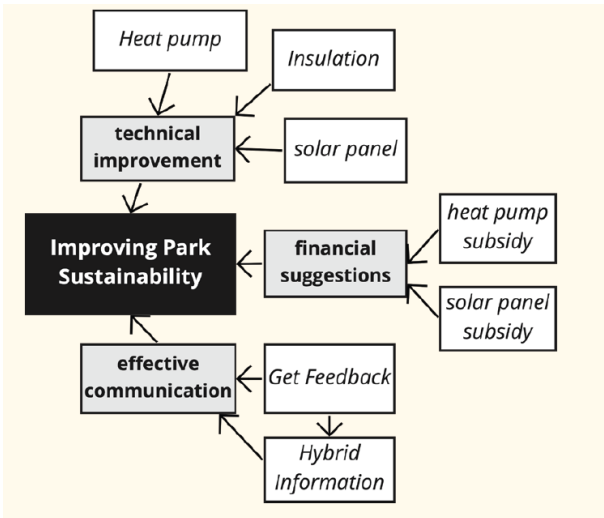 Heat pump
Insulation
technical
improvement
solar panel
Improving Park
Sustainability
financial
suggestions
heat pump
subsidy
solar panel
subsidy
effective
communication
Get Feedback
Hybrid
Information